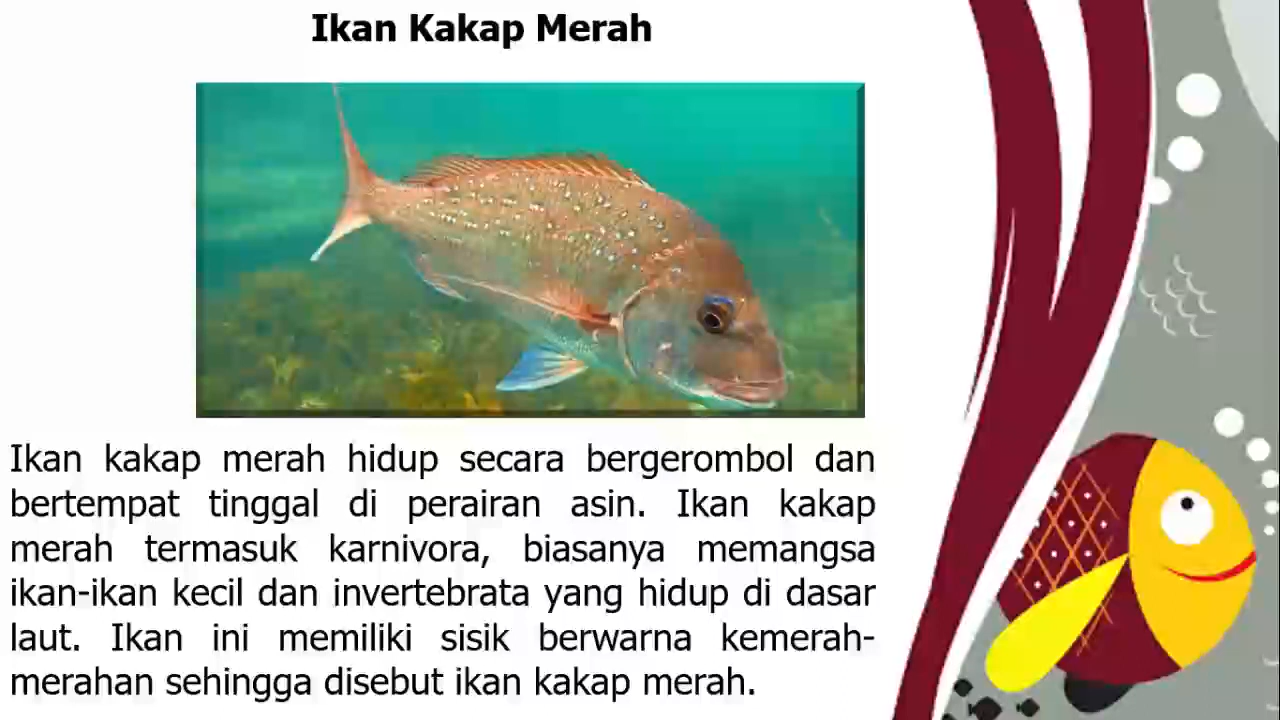 Ikan Kakap Merah
Ikan kakap merah hidup secara bergerombol dan
bertempat tinggal di perairan asin. Ikan kakap
merah termasuk karnivora, biasanya memangsa
ikan-ikan kecil dan invertebrata yang hidup di dasar
laut. Ikan ini memiliki sisik berwarna kemerah-
merahan sehingga disebut ikan kakap merah.